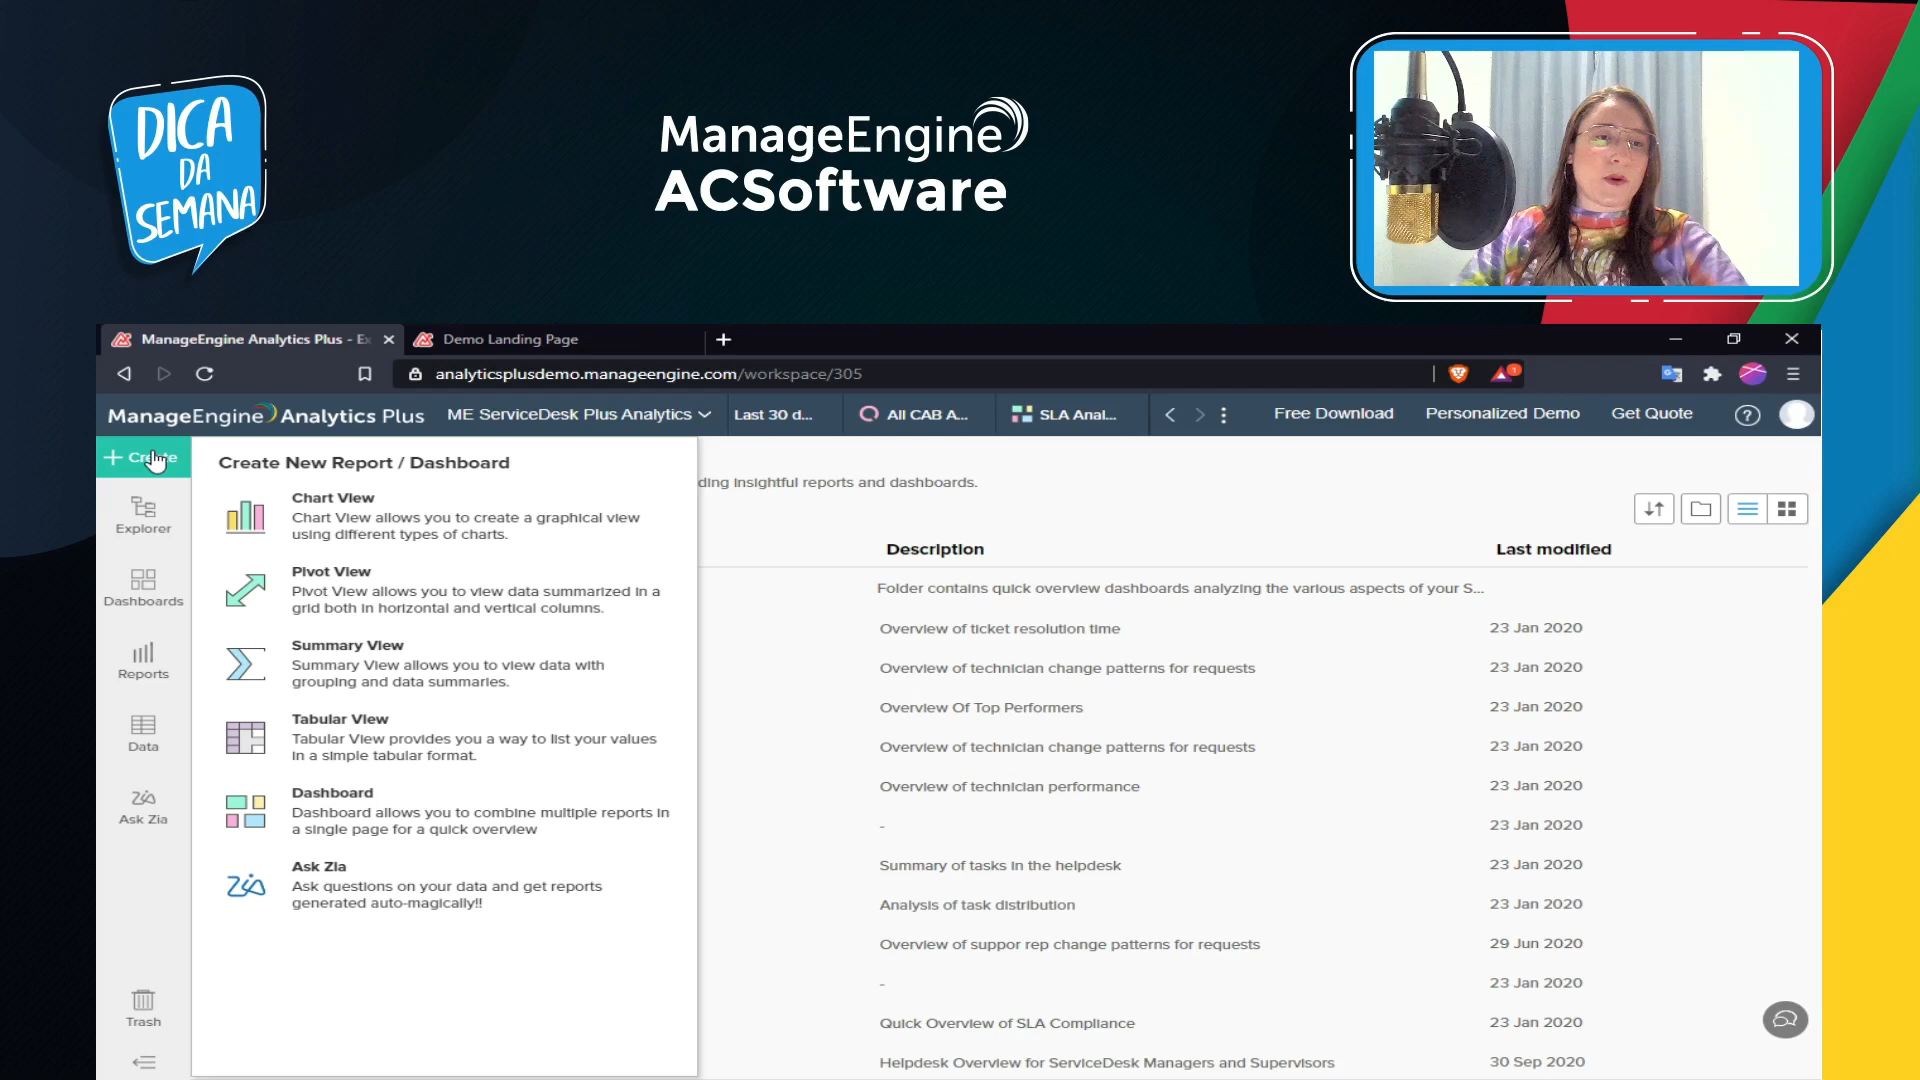 DICA
DA
SEMANA
ManageEngine
ACSoftware
ManageEngine Analytics Plus - Ex
Demo Landing Page
analyticsplusdemo.manageengine.com/workspace/305
1
ManageEngine Analytics Plus
ME ServiceDesk Plus Analytics
Last 30 d...
All CAB A...
SLA Anal...
Free Download
Personalized Demo
Get Quote
+ Create
Explorer
Dashboards
Reports
Data
Zia
Ask Zia
Trash
Create New Report / Dashboard
Chart View
Chart View allows you to create a graphical view
using different types of charts.
Pivot View
Pivot View allows you to view data summarized in a
grid both in horizontal and vertical columns.
Summary View
Summary View allows you to view data with
grouping and data summaries.
Tabular View
Tabular View provides you a way to list your values
in a simple tabular format.
Dashboard
Dashboard allows you to combine multiple reports in
a single page for a quick overview
Zia
Ask Zia
Ask questions on your data and get reports
generated auto-magically!!
ding insightful reports and dashboards.
Description Last modified
Folder contains quick overview dashboards analyzing the various aspects of your S...
Overview of ticket resolution time 23 Jan 2020
Overview of technician change patterns for requests 23 Jan 2020
Overview Of Top Performers 23 Jan 2020
Overview of technician change patterns for requests 23 Jan 2020
Overview of technician performance 23 Jan 2020
- 23 Jan 2020
Summary of tasks in the helpdesk 23 Jan 2020
Analysis of task distribution 23 Jan 2020
Overview of suppor rep change patterns for requests 29 Jun 2020
- 23 Jan 2020
Quick Overview of SLA Compliance 23 Jan 2020
Helpdesk Overview for ServiceDesk Managers and Supervisors 30 Sep 2020